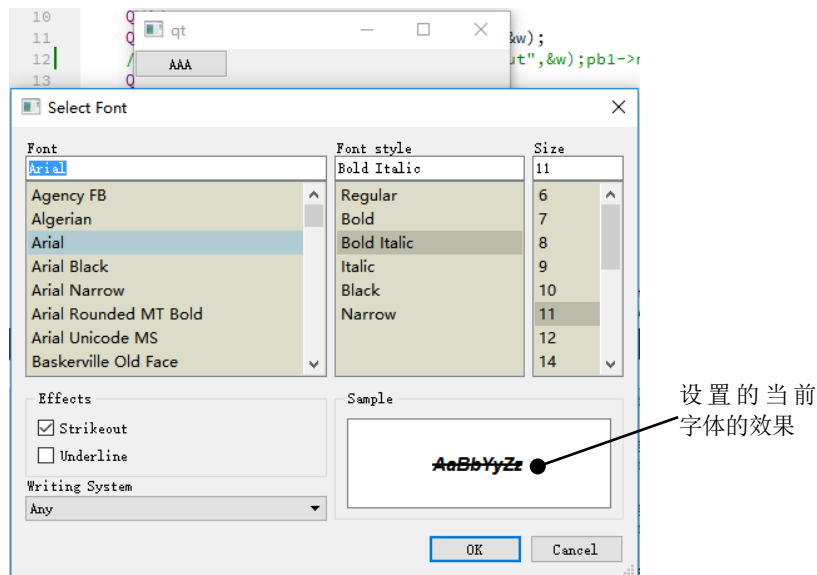 10
11
12
13
Q
Q
/
Q
qt
&w);
ut",&w);pb1->
AAA
Select Font
Font
Font style
Size
Arial
Bold Italic
11
Agency FB
Algerian
Arial
Arial Black
Arial Narrow
Arial Rounded MT Bold
Arial Unicode MS
Baskerville Old Face
Regular
Bold
Bold Italic
Italic
Black
Narrow
6
7
8
9
10
11
12
14
Effects
Strikeout
Underline
Writing System
Any
Sample
AaBbYyZz
OK
Cancel
设置的当前
字体的效果